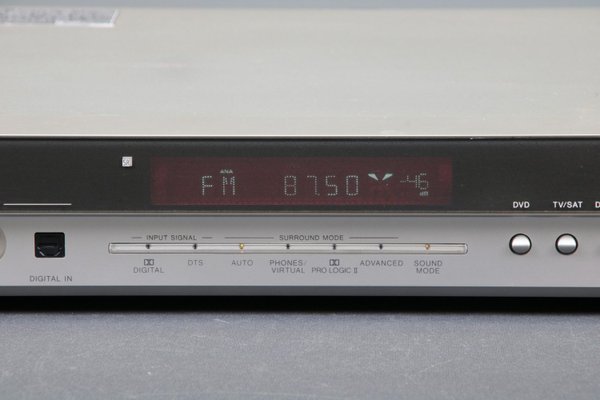 ANA
FM 87.50 -46
dB
DVD TV/SAT D
INPUT SIGNAL SURROUND MODE
DIGITAL IN
DIGITAL DTS AUTO PHONES/ VIRTUAL PRO LOGIC II ADVANCED SOUND MODE